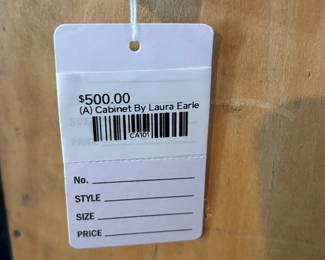 $500.00
(A) Cabinet By Laura Earle
CA101
No.
STYLE
SIZE
PRICE